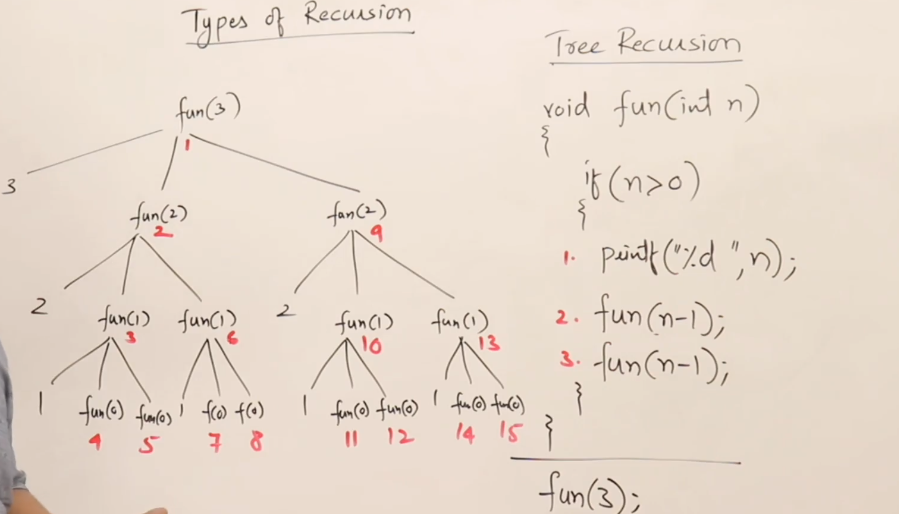 Types of Recursion
fun(3)
1
3
fun(2) fun(2)
2 9
2 fun(1) fun(1) 2 fun(1) fun(1)
3 6 10 13
1 fun(0) fun(0) 1 f(0) f(0) 1 fun(0) fun(0) 1 fun(0) fun(0)
4 5 7 8 11 12 14 15
Tree Recursion
void fun(int n)
{
if(n>0)
{
1. printf("%d ",n);
2. fun(n-1);
3. fun(n-1);
}
}
fun(3);